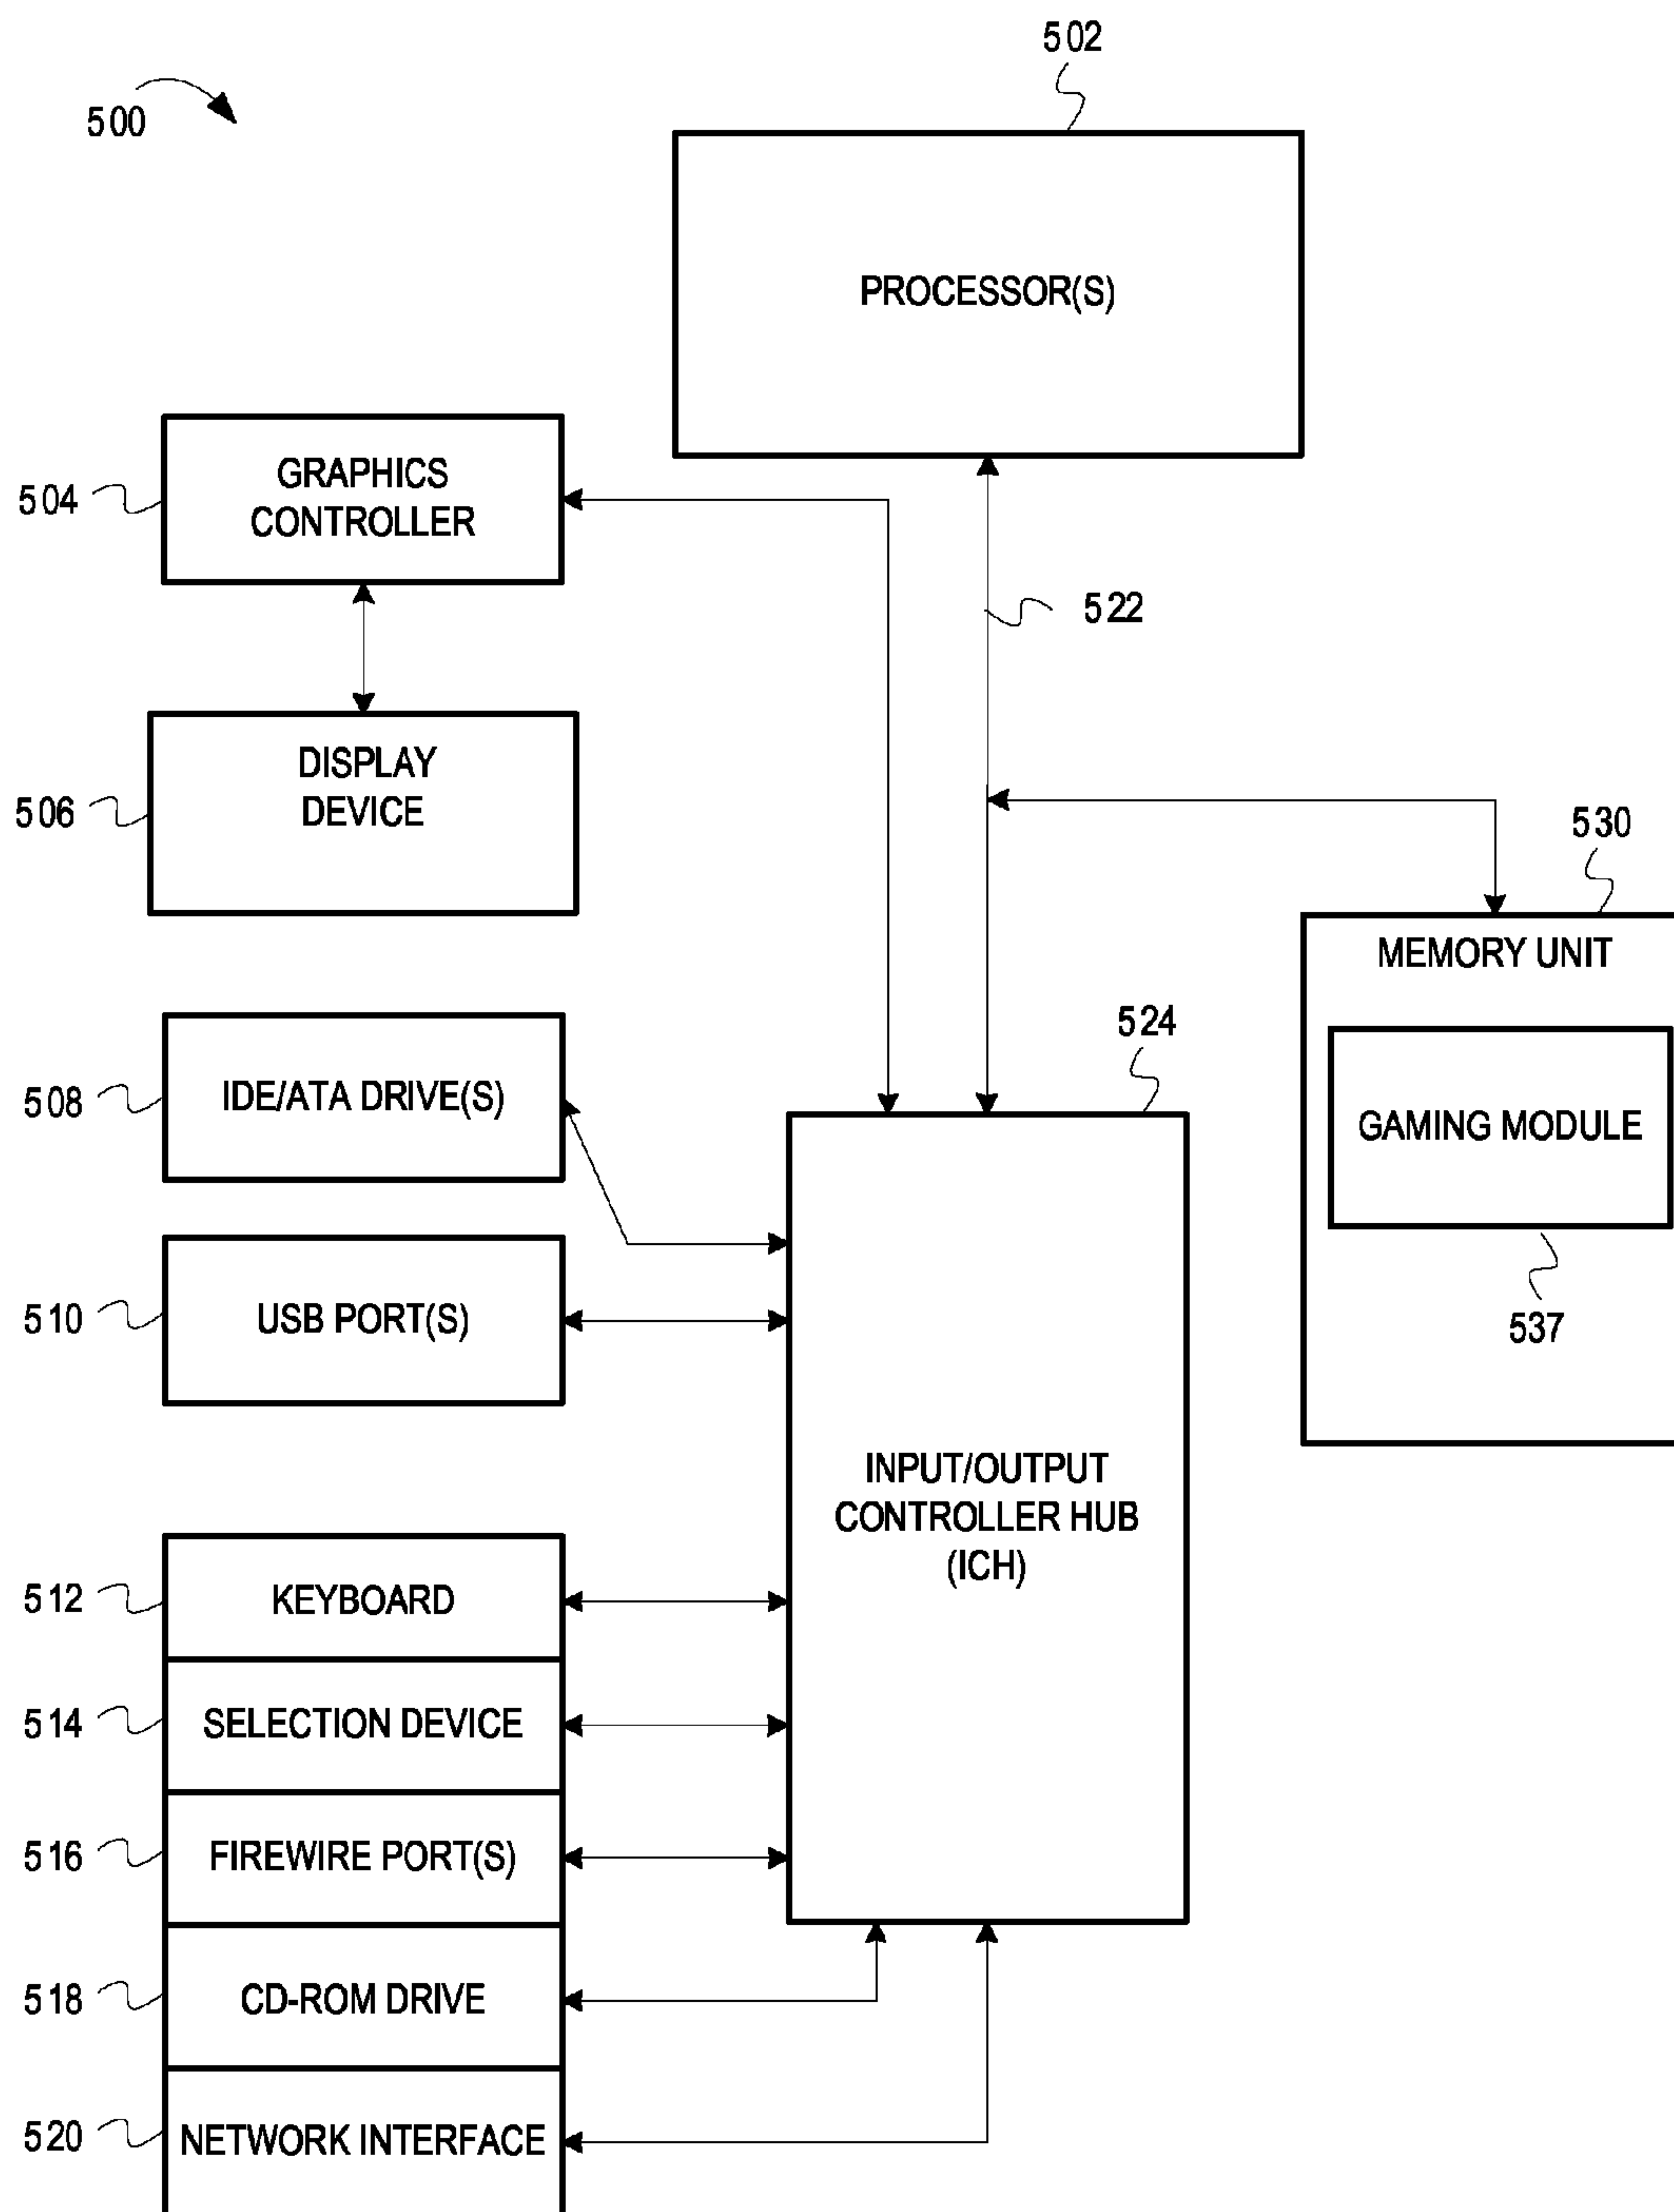 502
500
PROCESSOR(S)
504
GRAPHICS
CONTROLLER
522
506
DISPLAY
DEVICE
530
MEMORY UNIT
524
508
IDE/ATA DRIVE(S)
GAMING MODULE
510
USB PORT(S)
537
INPUT/OUTPUT
CONTROLLER HUB
(ICH)
512
KEYBOARD
514
SELECTION DEVICE
516
FIREWIRE PORT(S)
518
CD-ROM DRIVE
520
NETWORK INTERFACE